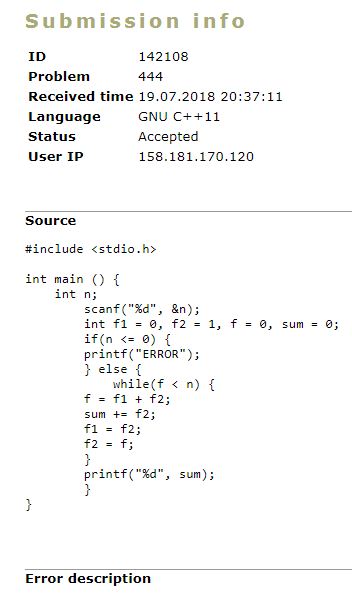 Submission info
ID 142108
Problem 444
Received time 19.07.2018 20:37:11
Language GNU C++11
Status Accepted
User IP 158.181.170.120
Source
#include <stdio.h>
int main () {
    int n;
        scanf("%d", &n);
        int f1 = 0, f2 = 1, f = 0, sum = 0;
        if(n <= 0) {
        printf("ERROR");
        } else {
            while(f < n) {
        f = f1 + f2;
        sum += f2;
        f1 = f2;
        f2 = f;
        }
        printf("%d", sum);
        }
}
Error description